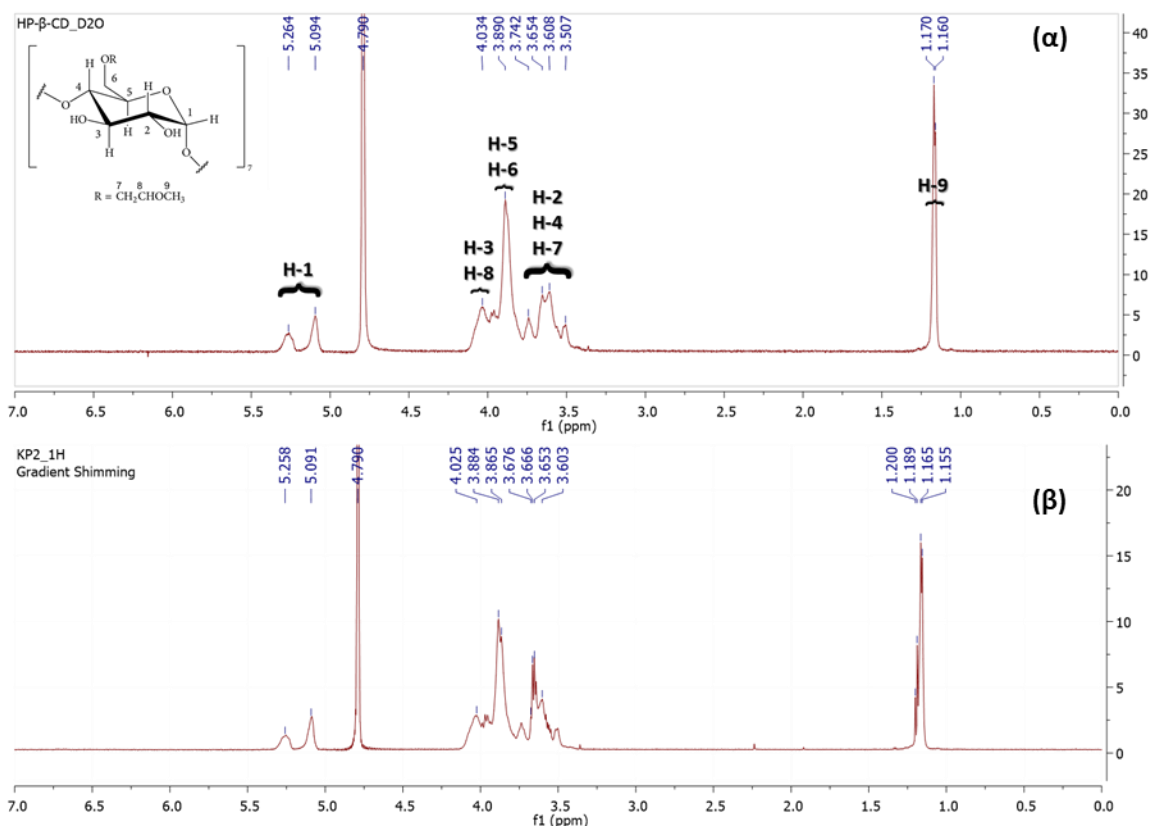 HP-β-CD_D2O
5.264
5.094
4.790
4.034
3.890
3.742
3.654
3.608
3.507
1.170
1.160
(α)
OR
6
H
4
5
H
O
1
H
O
HO
3
H
2
OH
H
O
7
7 8 9
R = CH₂CHOCH₃
H-1
H-3
H-8
H-5
H-6
H-2
H-4
H-7
H-9
40
35
30
25
20
15
10
5
0
7.0 6.5 6.0 5.5 5.0 4.5 4.0 3.5 3.0 2.5 2.0 1.5 1.0 0.5 0.0
f1 (ppm)
KP2_1H
Gradient Shimming
5.258
5.091
4.790
4.025
3.884
3.865
3.676
3.666
3.653
3.603
1.200
1.189
1.165
1.155
(β)
20
15
10
5
0
7.0 6.5 6.0 5.5 5.0 4.5 4.0 3.5 3.0 2.5 2.0 1.5 1.0 0.5 0.0
f1 (ppm)